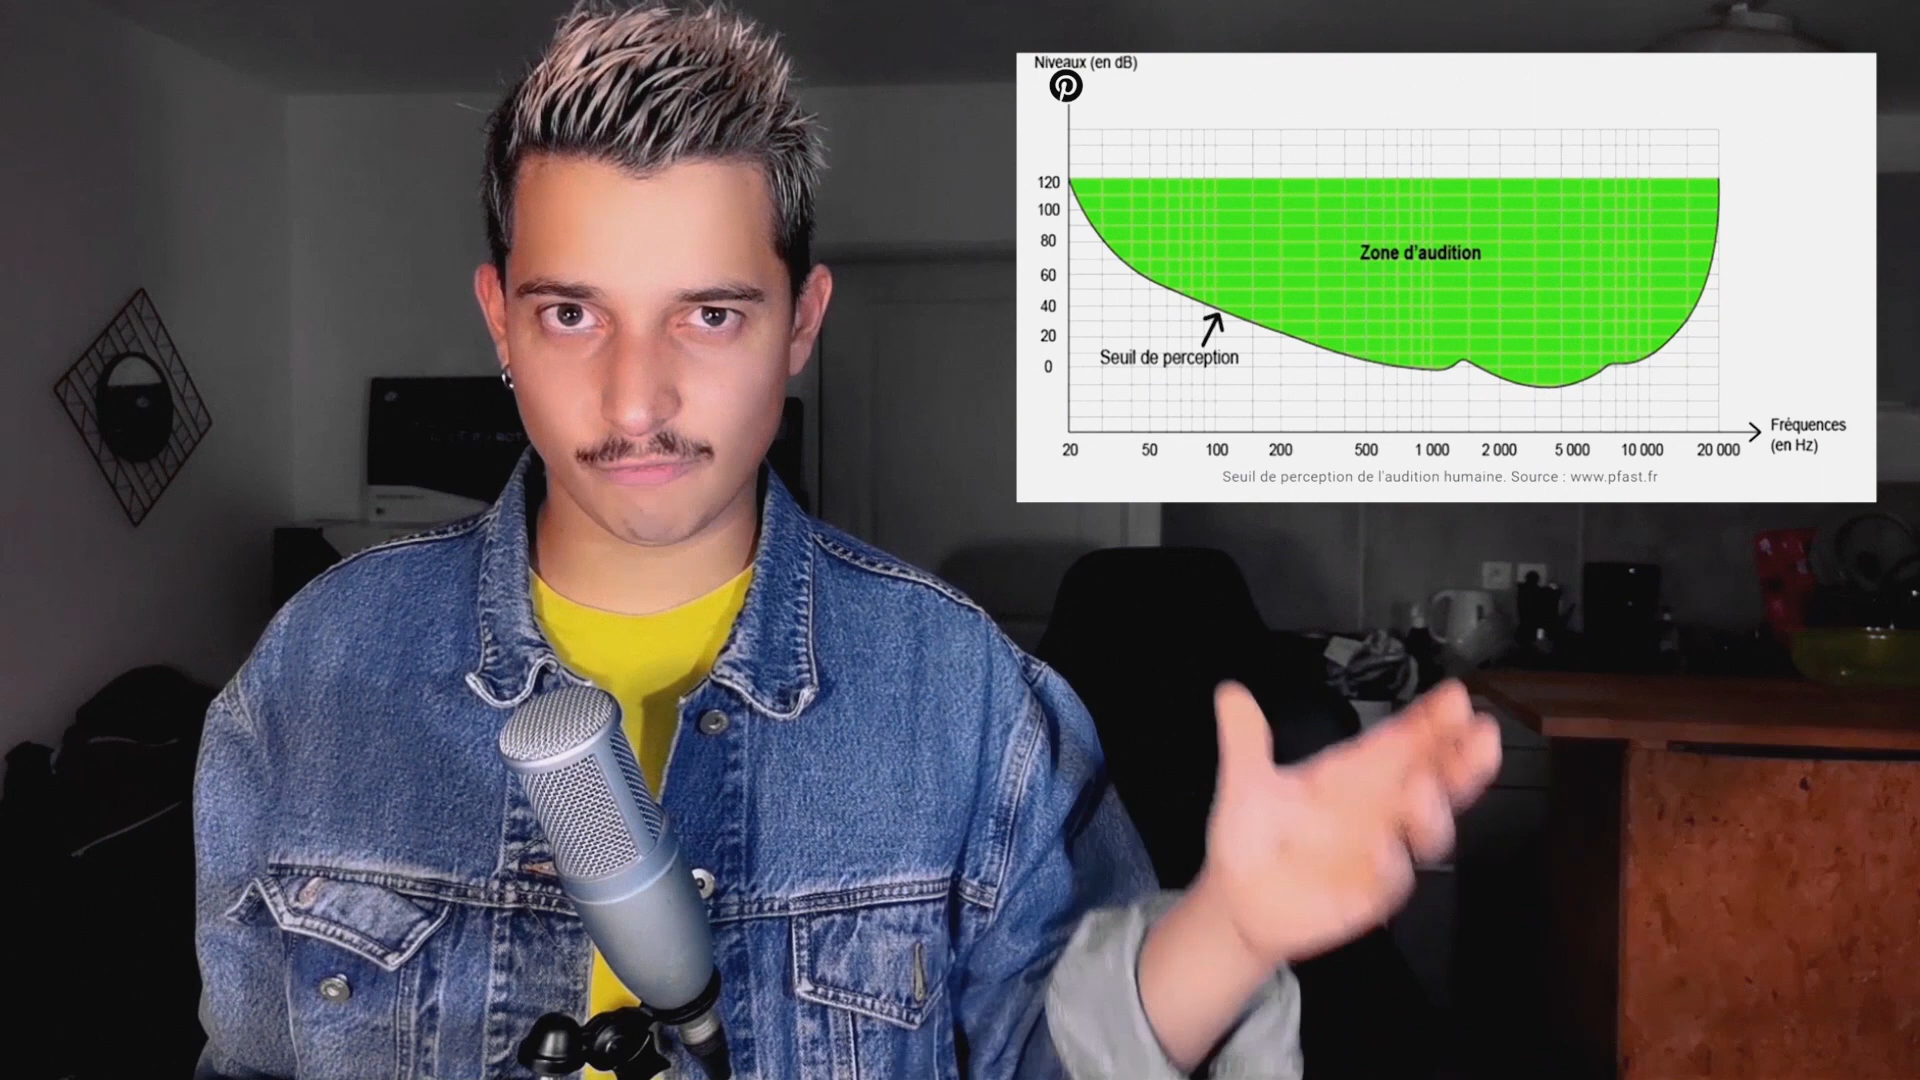 Niveaux (en dB)
120
100
80
60
40
20
0
Zone d'audition
Seuil de perception
20 50 100 200 500 1 000 2 000 5 000 10 000 20 000
Fréquences
(en Hz)
Seuil de perception de l'audition humaine. Source : www.pfast.fr